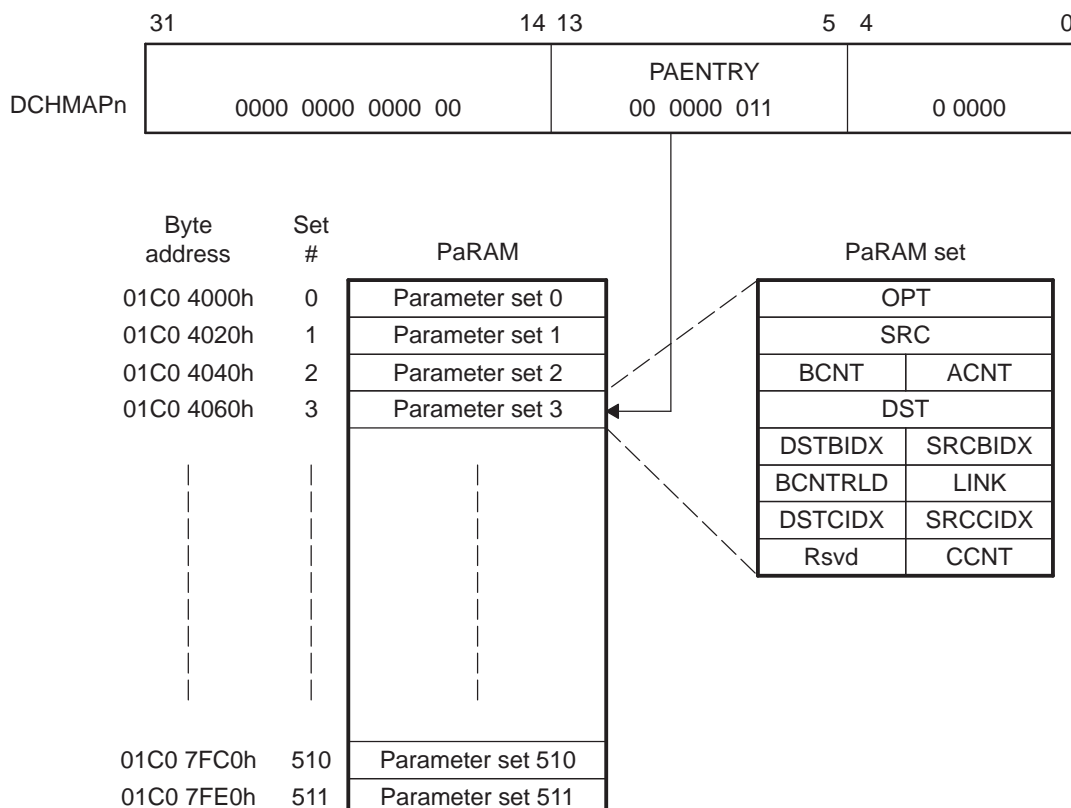 31 14 13 5 4 0
PAENTRY
DCHMAPn 0000 0000 0000 00 00 0000 011 0 0000
Byte address Set # PaRAM PaRAM set
01C0 4000h 0 Parameter set 0 OPT
01C0 4020h 1 Parameter set 1 SRC
01C0 4040h 2 Parameter set 2 BCNT ACNT
01C0 4060h 3 Parameter set 3 DST
DSTBIDX SRCBIDX
BCNTRLD LINK
DSTCIDX SRCCIDX
Rsvd CCNT
01C0 7FC0h 510 Parameter set 510
01C0 7FE0h 511 Parameter set 511